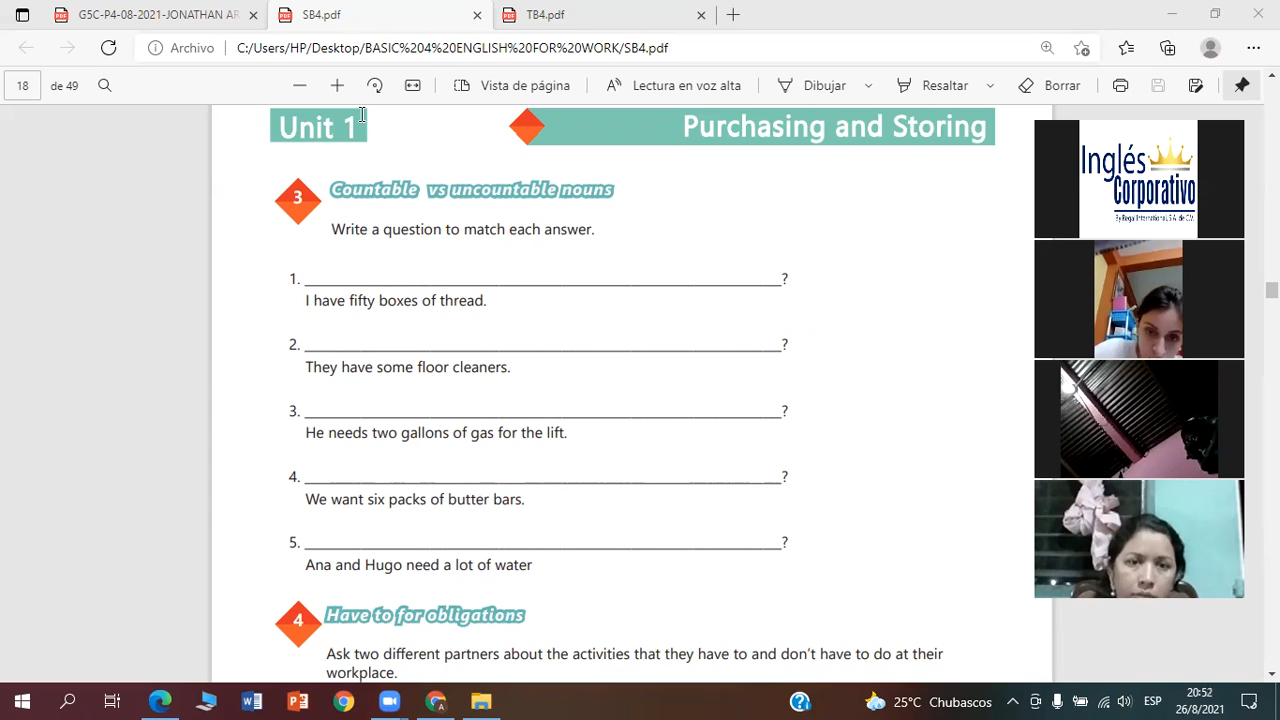 G5C-P4-08-2021-JONATHAN AR
SB4.pdf
TB4.pdf
Archivo
C:/Users/HP/Desktop/BASIC%204%20ENGLISH%20FOR%20WORK/SB4.pdf
18 de 49
Vista de página
Lectura en voz alta
Dibujar
Resaltar
Borrar
Unit 1
Purchasing and Storing
3 Countable vs uncountable nouns
Write a question to match each answer.
1. ?
I have fifty boxes of thread.
2. ?
They have some floor cleaners.
3. ?
He needs two gallons of gas for the lift.
4. ?
We want six packs of butter bars.
5. ?
Ana and Hugo need a lot of water
4 Have to for obligations
Ask two different partners about the activities that they have to and don't have to do at their
workplace.
Inglés
Corporativo
By Regal International, S.A. de C.V.
25°C Chubascos
ESP
20:52
26/8/2021